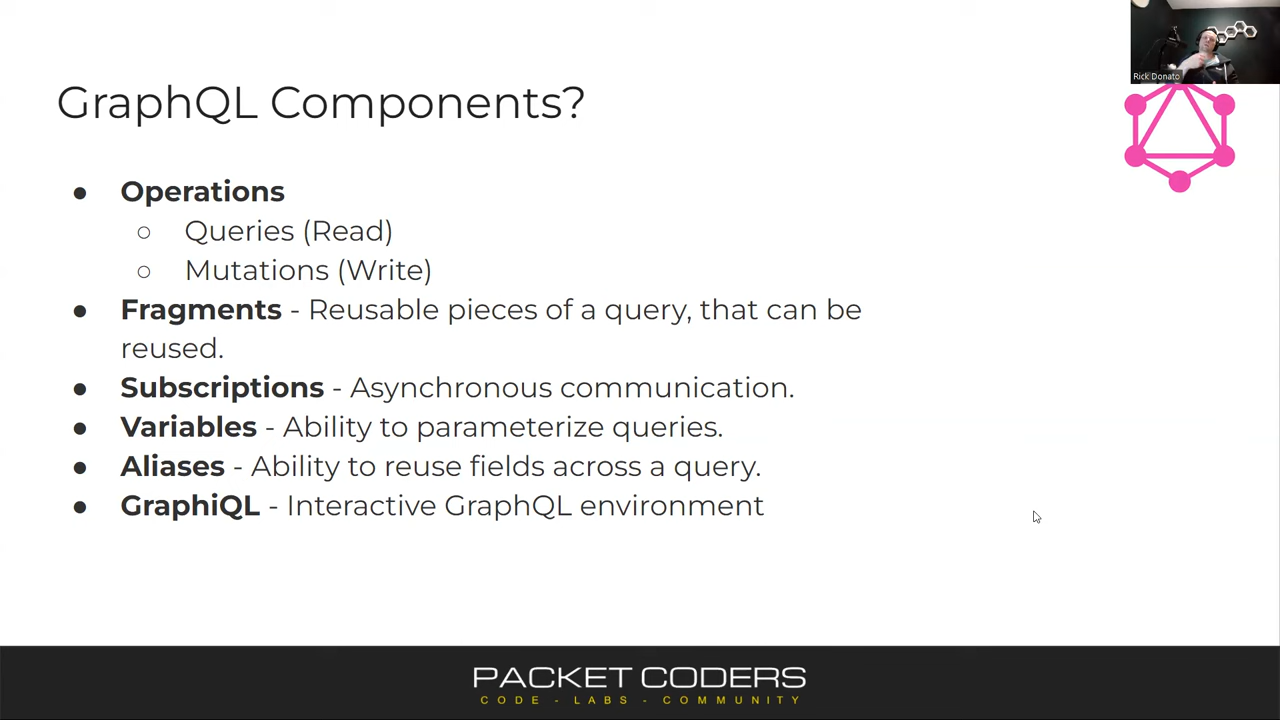 Rick Donato
GraphQL Components?
● Operations
○ Queries (Read)
○ Mutations (Write)
● Fragments - Reusable pieces of a query, that can be
reused.
● Subscriptions - Asynchronous communication.
● Variables - Ability to parameterize queries.
● Aliases - Ability to reuse fields across a query.
● GraphiQL - Interactive GraphQL environment
PACKET CODERS
CODE - LABS - COMMUNITY